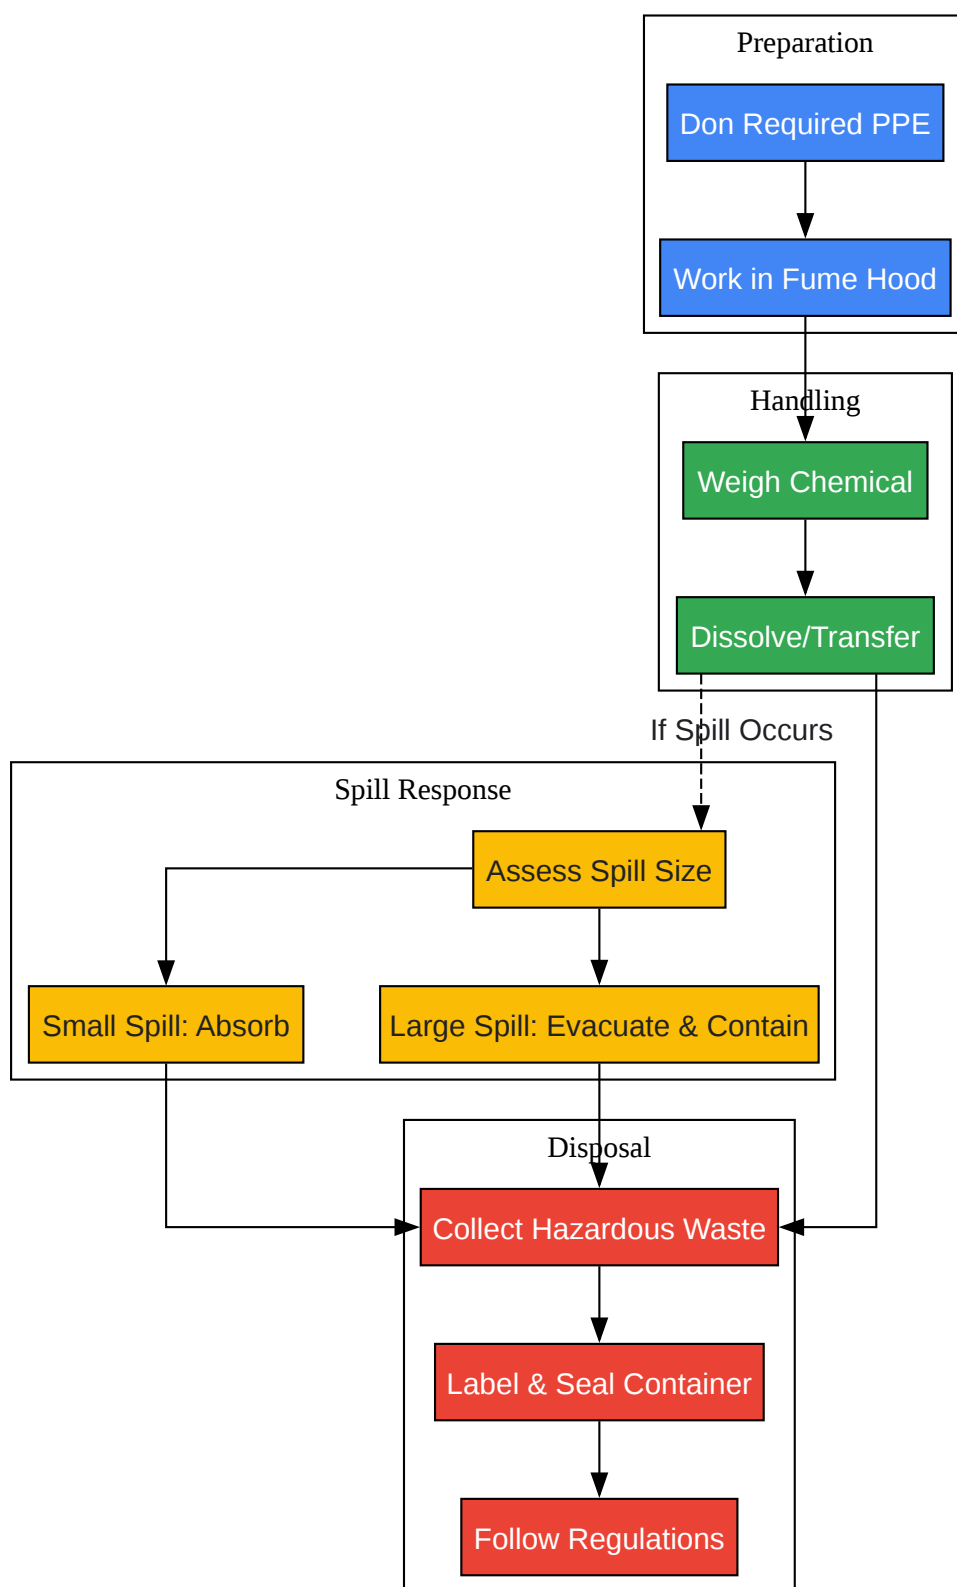 Preparation
Don Required PPE
Work in Fume Hood
Handling
Weigh Chemical
Dissolve/Transfer
If Spill Occurs
Spill Response
Assess Spill Size
Small Spill: Absorb
Large Spill: Evacuate & Contain
Disposal
Collect Hazardous Waste
Label & Seal Container
Follow Regulations